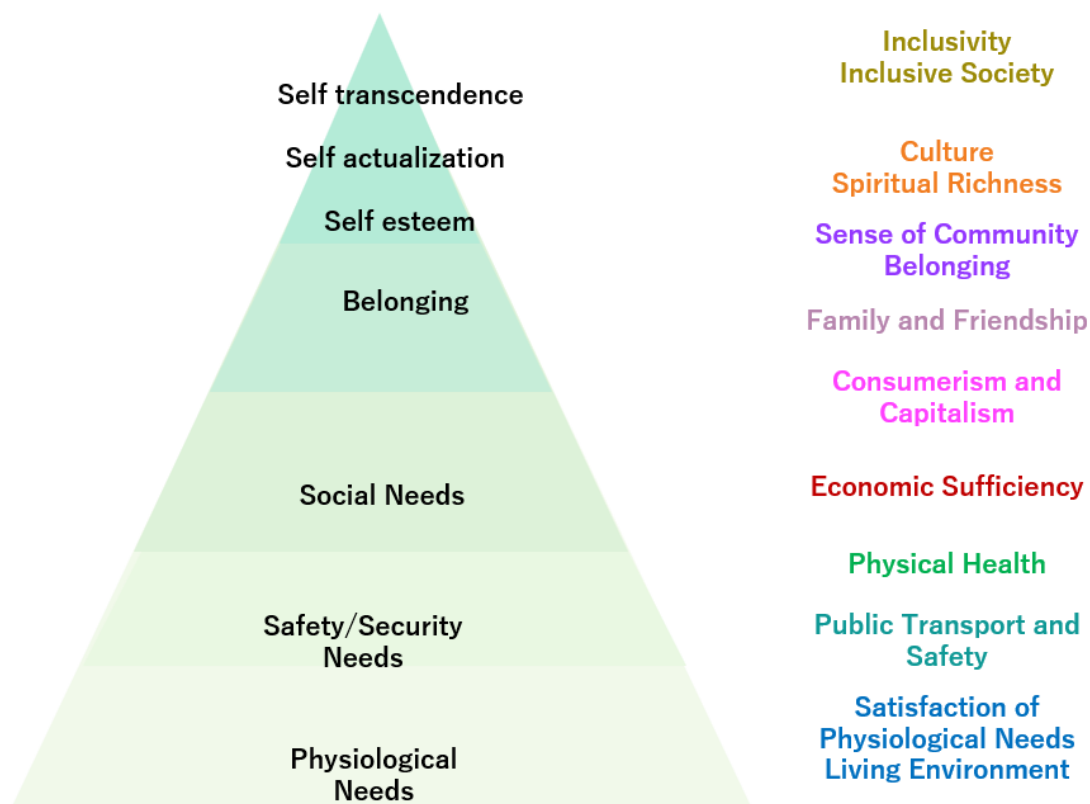 Self transcendence
Self actualization
Self esteem
Belonging
Social Needs
Safety/Security
Needs
Physiological
Needs
Inclusivity
Inclusive Society
Culture
Spiritual Richness
Sense of Community
Belonging
Family and Friendship
Consumerism and
Capitalism
Economic Sufficiency
Physical Health
Public Transport and
Safety
Satisfaction of
Physiological Needs
Living Environment